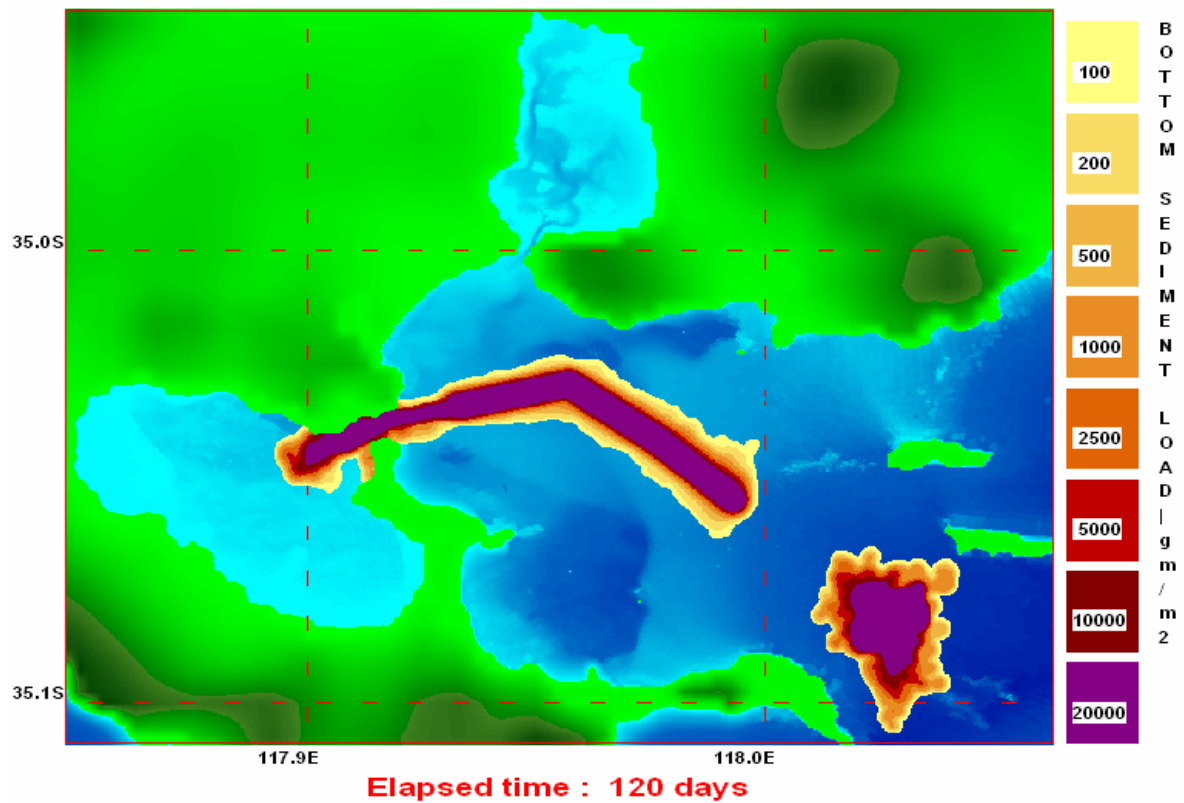 35.0S
35.1S
117.9E
118.0E
Elapsed time : 120 days
100
200
500
1000
2500
5000
10000
20000
BOTTOM SEDIMENT LOAD|gm/m2